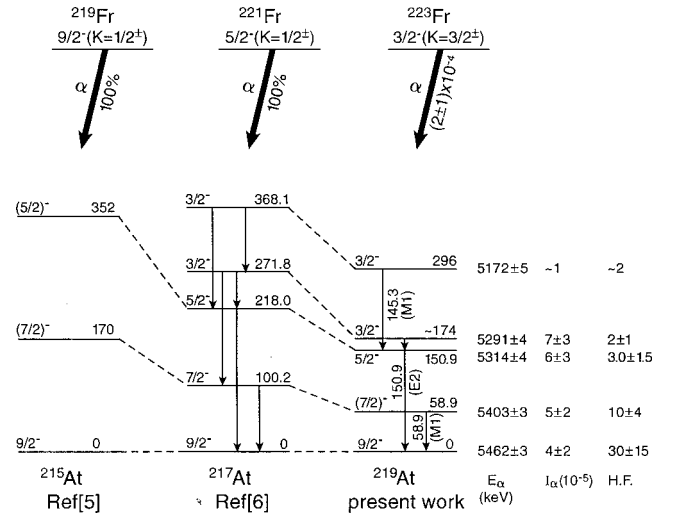 ²¹⁹Fr ²²¹Fr ²²³Fr
9/2⁻(K=1/2±) 5/2⁻(K=1/2±) 3/2⁻(K=3/2±)
α 100% α 100% α (2±1)×10⁻⁴
3/2⁻ 368.1
(5/2)⁻ 352
3/2⁻ 296 5172±5 ~1 ~2
3/2⁻ 271.8
5/2⁻ 218.0
145.3 (M1)
(7/2)⁻ 170 3/2⁻ ~174 5291±4 7±3 2±1
5/2⁻ 150.9 5314±4 6±3 3.0±1.5
7/2⁻ 100.2
150.9 (E2)
(7/2)⁻ 58.9 5403±3 5±2 10±4
58.9 (M1)
9/2⁻ 0 9/2⁻ 0 9/2⁻ 0 5462±3 4±2 30±15
²¹⁵At ²¹⁷At ²¹⁹At Eα Iα(10⁻⁵) H.F.
Ref[5] Ref[6] present work (keV)